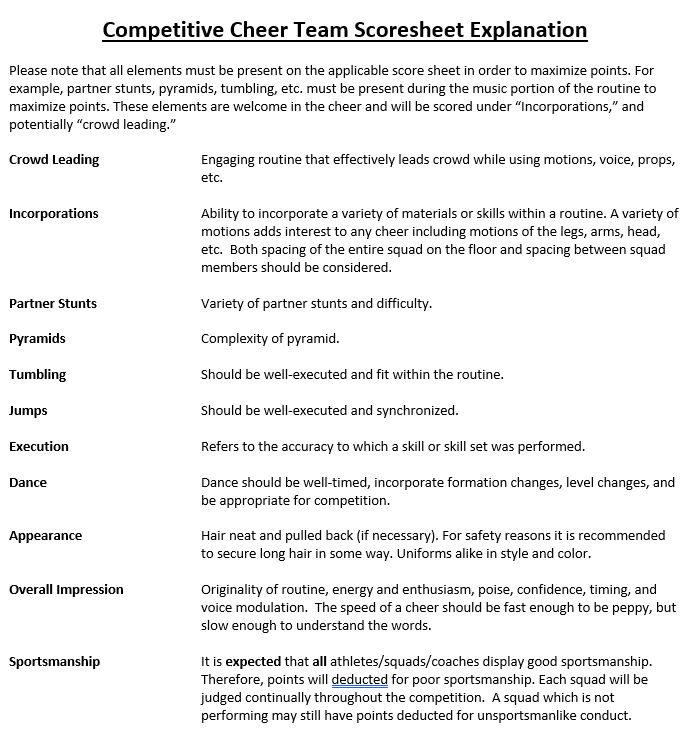 Competitive Cheer Team Scoresheet Explanation
Please note that all elements must be present on the applicable score sheet in order to maximize points. For
example, partner stunts, pyramids, tumbling, etc. must be present during the music portion of the routine to
maximize points. These elements are welcome in the cheer and will be scored under “Incorporations,” and
potentially “crowd leading.”
Crowd Leading Engaging routine that effectively leads crowd while using motions, voice, props,
etc.
Incorporations Ability to incorporate a variety of materials or skills within a routine. A variety of
motions adds interest to any cheer including motions of the legs, arms, head,
etc. Both spacing of the entire squad on the floor and spacing between squad
members should be considered.
Partner Stunts Variety of partner stunts and difficulty.
Pyramids Complexity of pyramid.
Tumbling Should be well-executed and fit within the routine.
Jumps Should be well-executed and synchronized.
Execution Refers to the accuracy to which a skill or skill set was performed.
Dance Dance should be well-timed, incorporate formation changes, level changes, and
be appropriate for competition.
Appearance Hair neat and pulled back (if necessary). For safety reasons it is recommended
to secure long hair in some way. Uniforms alike in style and color.
Overall Impression Originality of routine, energy and enthusiasm, poise, confidence, timing, and
voice modulation. The speed of a cheer should be fast enough to be peppy, but
slow enough to understand the words.
Sportsmanship It is expected that all athletes/squads/coaches display good sportsmanship.
Therefore, points will deducted for poor sportsmanship. Each squad will be
judged continually throughout the competition. A squad which is not
performing may still have points deducted for unsportsmanlike conduct.